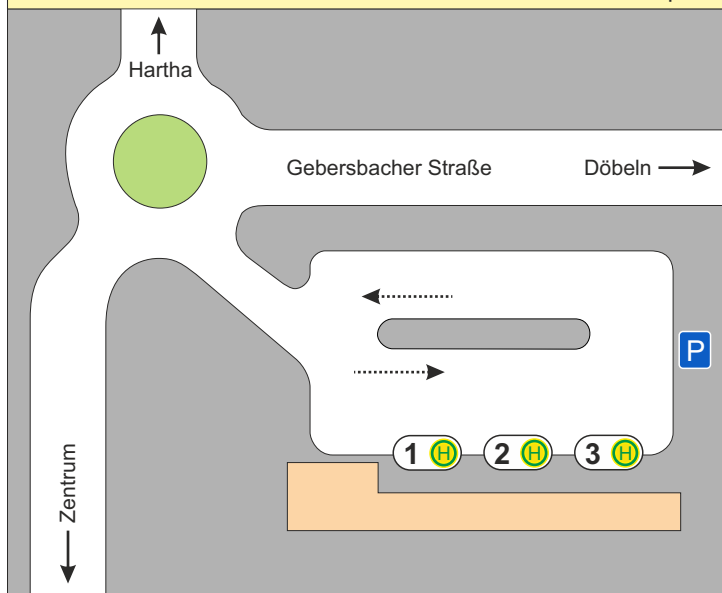 Hartha
Gebersbacher Straße
Döbeln
P
1 H
2 H
3 H
Zentrum